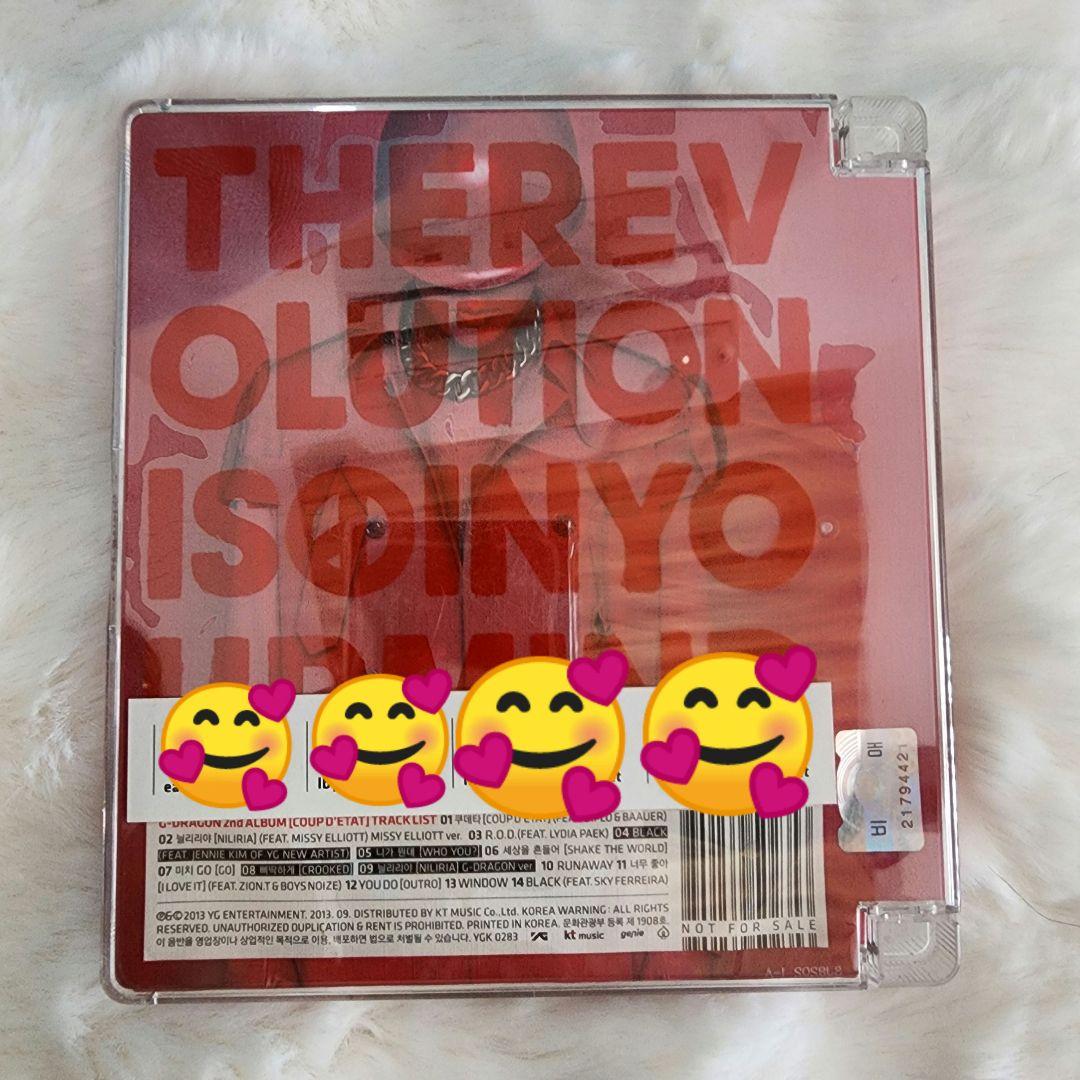 THEREV
OLUTION
ISOINYO
URMIND
G-DRAGON 2nd ALBUM [COUP D'ETAT] TRACK LIST 01 쿠데타 [COUP D'ETAT]
02 늴리리야 [NILIRIA] (FEAT. MISSY ELLIOTT) MISSY ELLIOTT ver. 03 R.O.D.(FEAT. LYDIA PAEK) 04 BLACK
(FEAT. JENNIE KIM OF YG NEW ARTIST) 05 니가 뭔데 [WHO YOU?] 06 세상을 흔들어 [SHAKE THE WORLD]
07 미치 GO [GO] 08 삐딱하게 [CROOKED] 09 늴리리야 [NILIRIA] G-DRAGON ver 10 RUNAWAY 11 너무 좋아
[I LOVE IT] (FEAT. ZION.T & BOYS NOIZE) 12 YOU DO [OUTRO] 13 WINDOW 14 BLACK (FEAT. SKY FERREIRA)
℗&© 2013 YG ENTERTAINMENT. 2013. 09. DISTRIBUTED BY KT MUSIC Co.,Ltd. KOREA WARNING : ALL RIGHTS
RESERVED. UNAUTHORIZED DUPLICATION & RENT IS PROHIBITED. PRINTED IN KOREA. 문화관광부 등록 제 1908호.
이 음반을 영업장이나 상업적인 목적으로 이용, 배포하면 법으로 처벌될 수 있습니다. YGK 0283 YG kt music genie
NOT FOR SALE
비 매
21794421